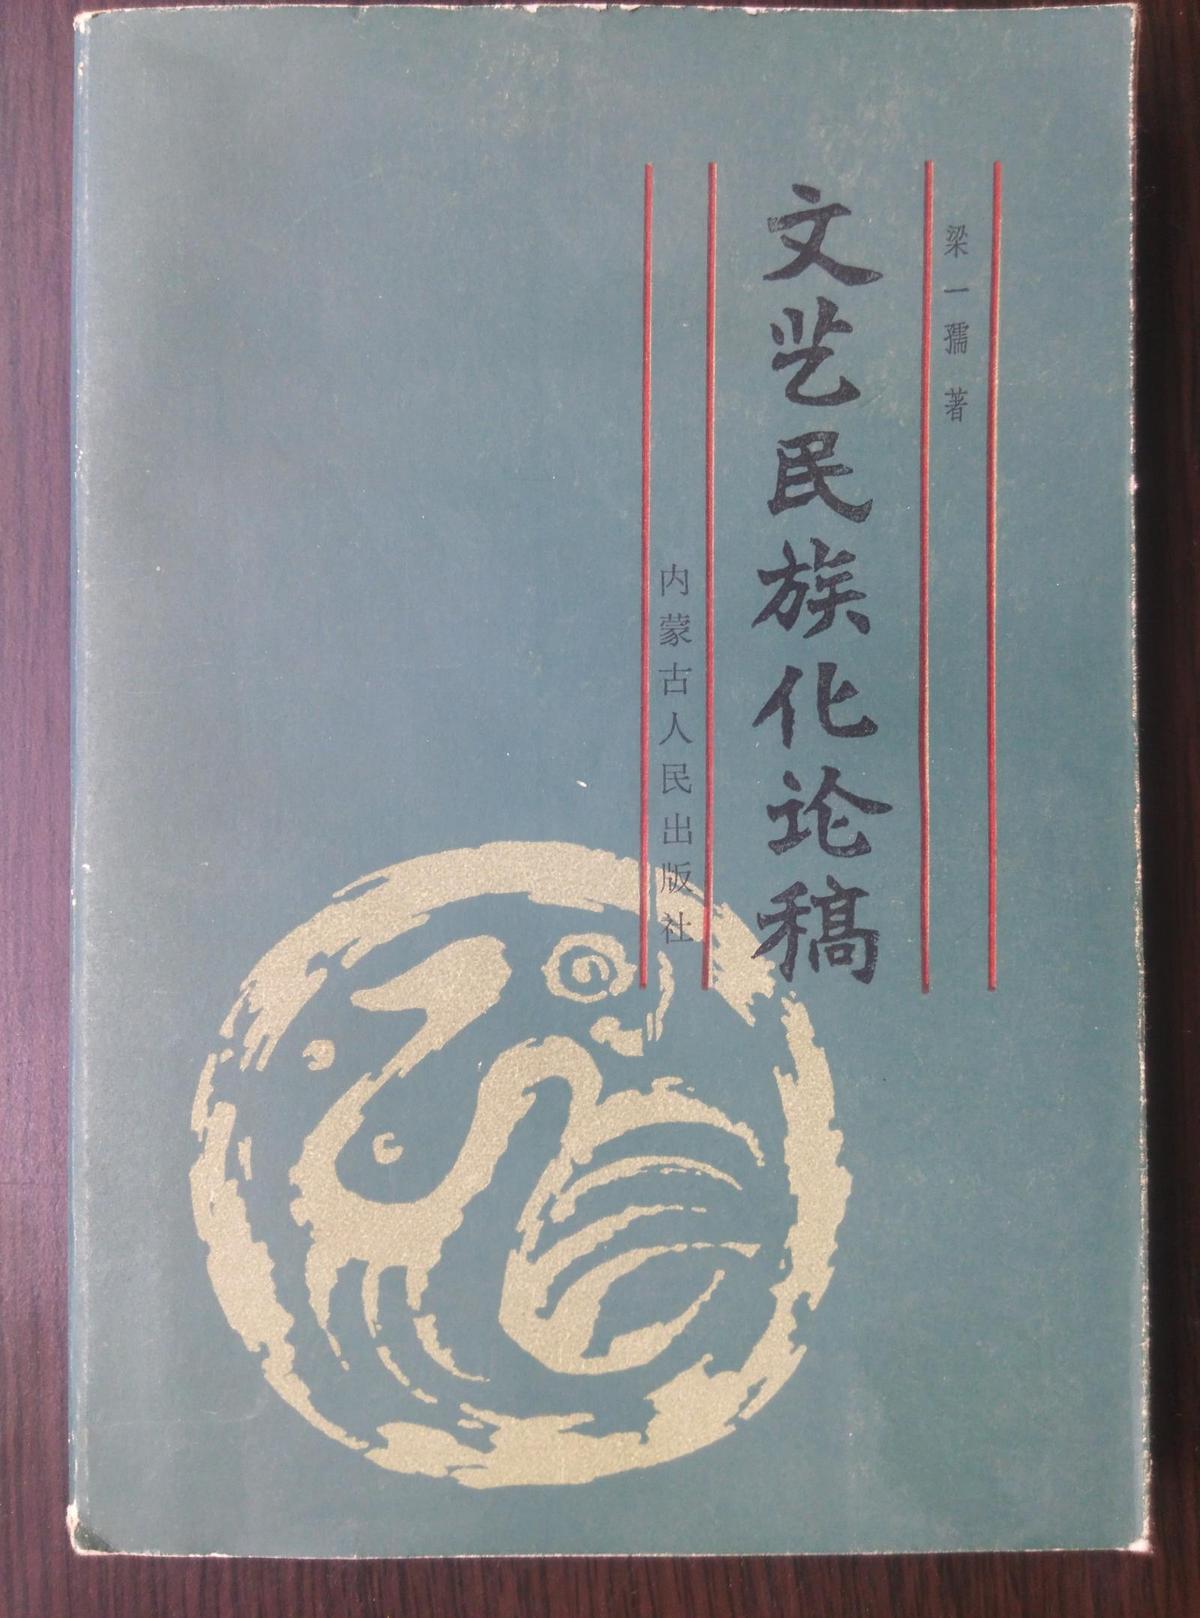 梁一孺 著
文艺民族化论稿
内蒙古人民出版社